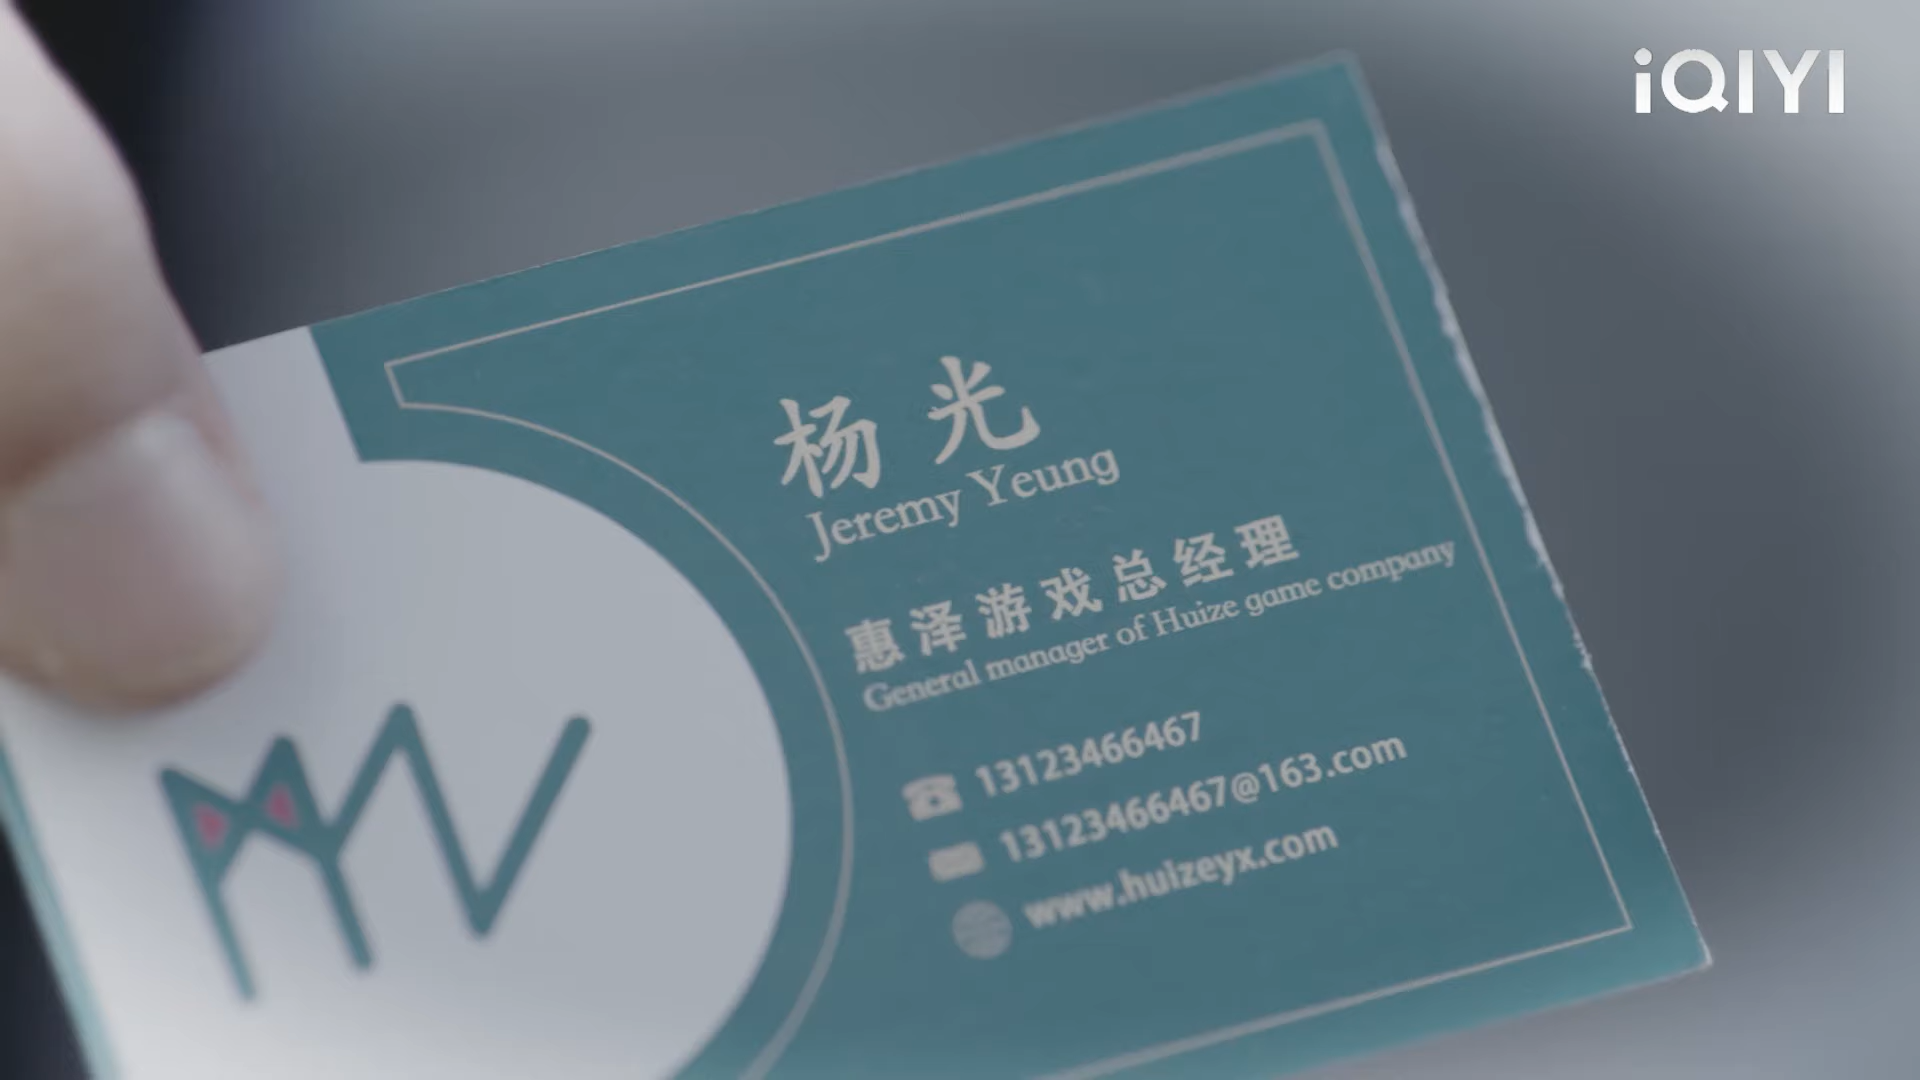 iQIYI
杨光
Jeremy Yeung
惠泽游戏总经理
General manager of Huize game company
13123466467
13123466467@163.com
www.huizeyx.com